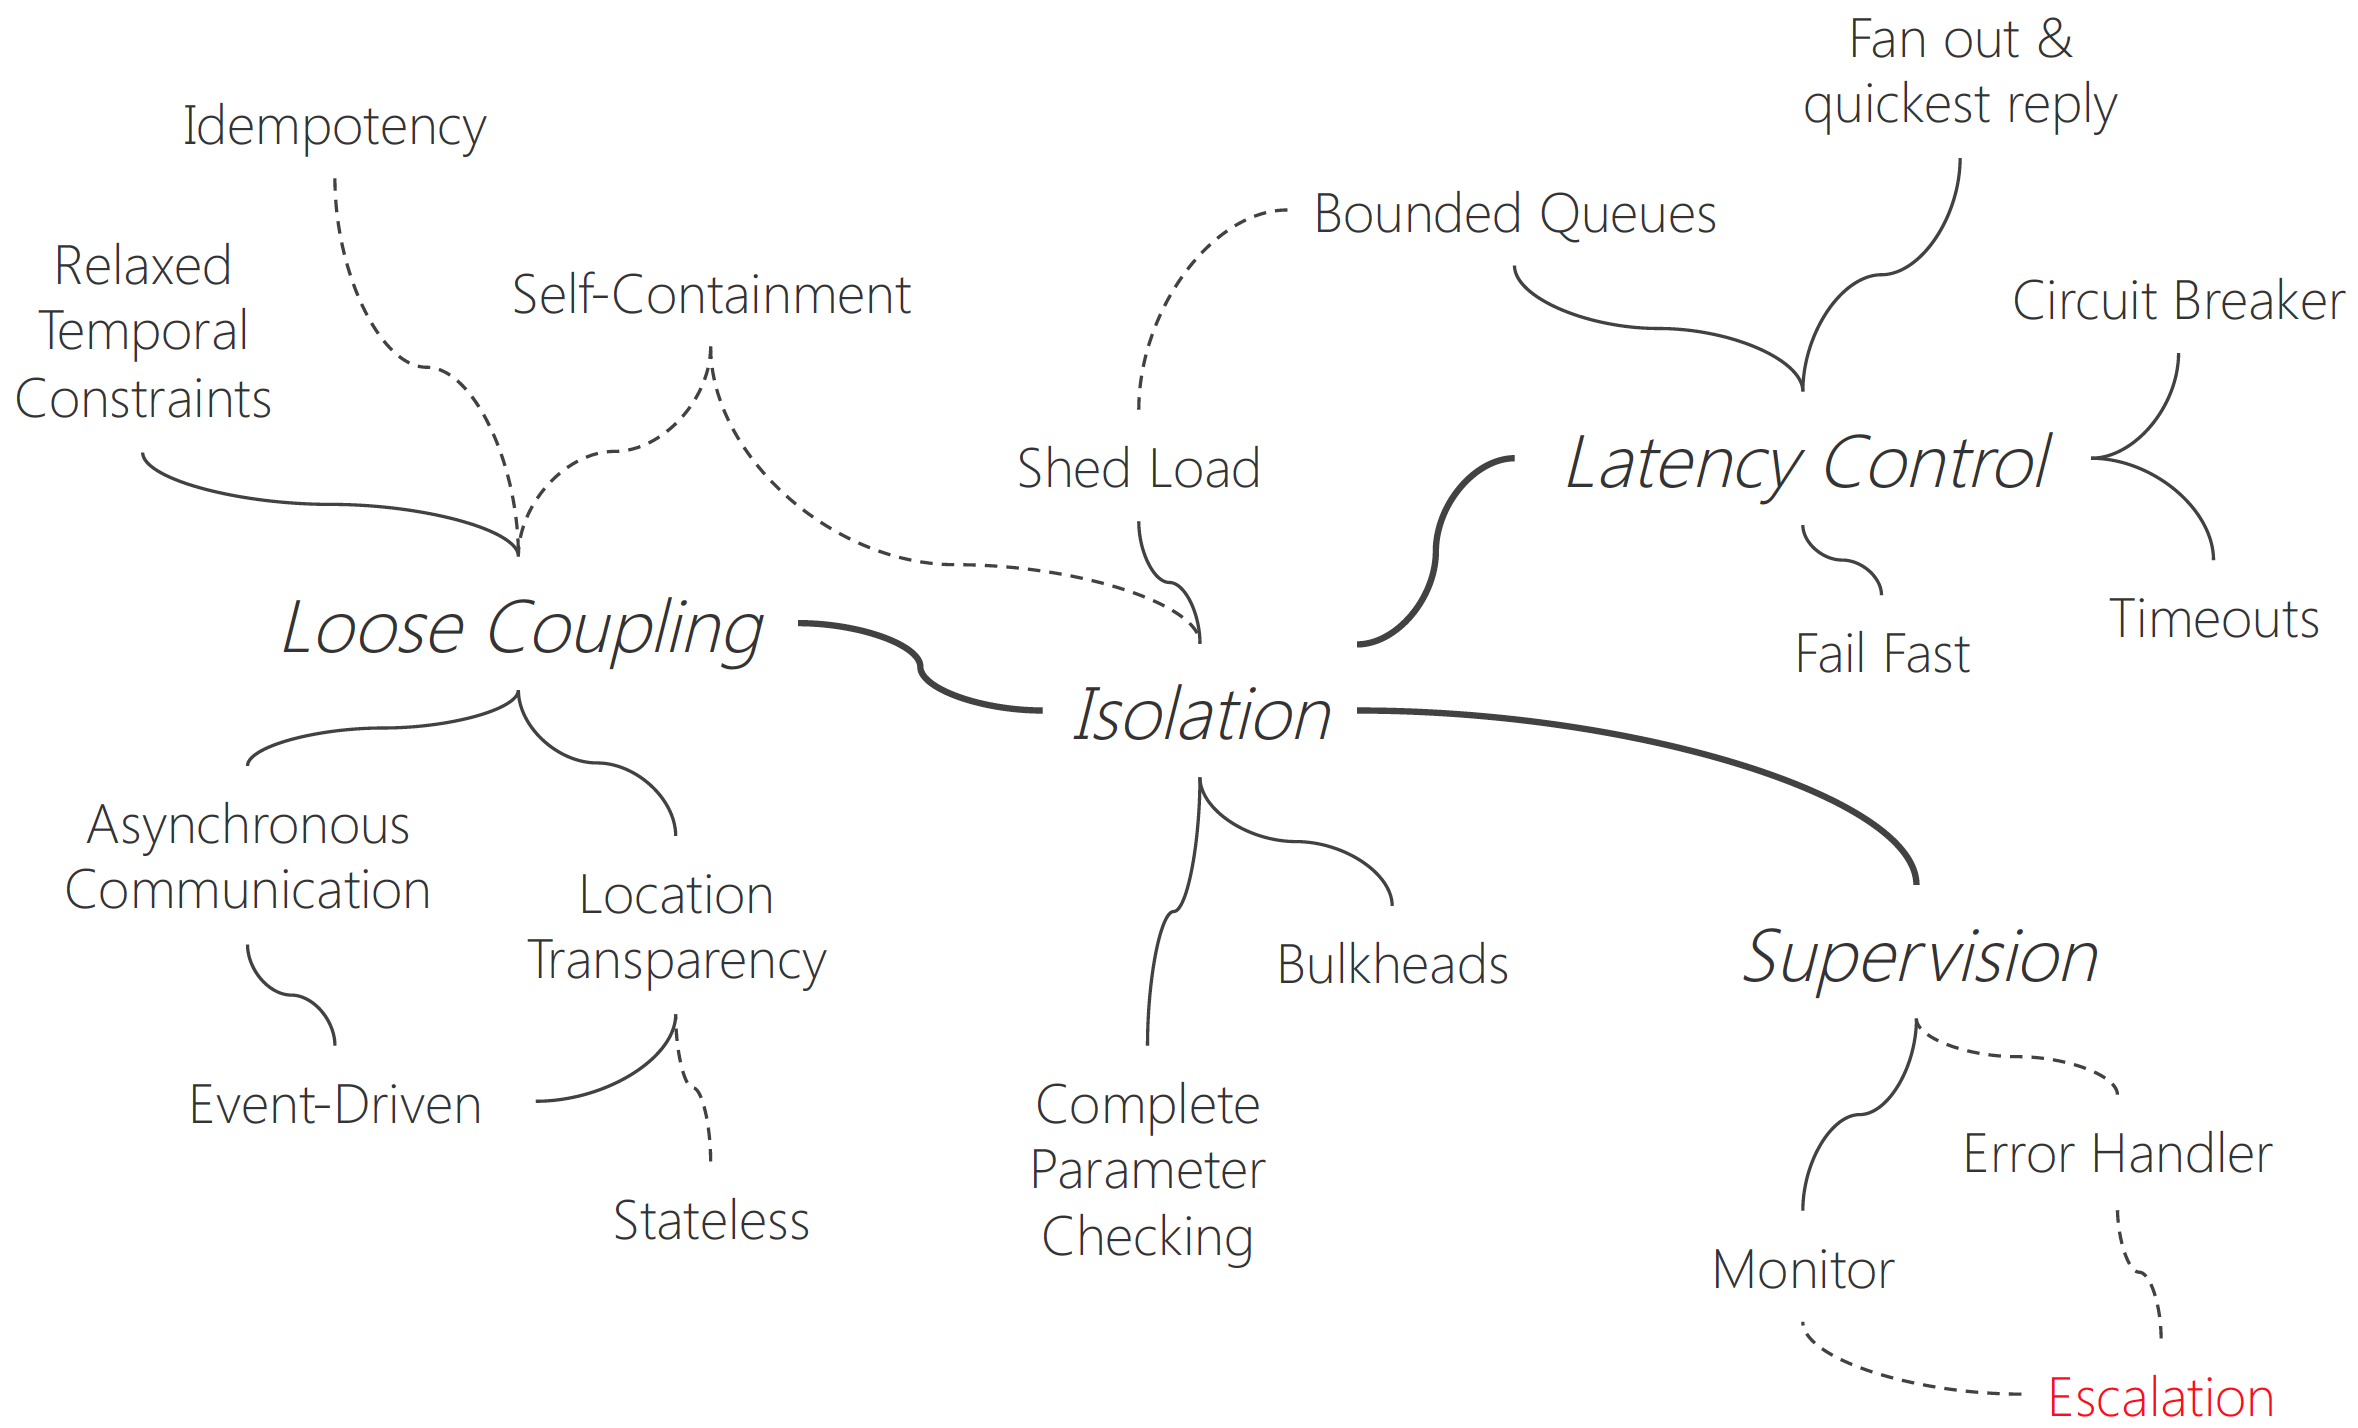 Fan out &
quickest reply
Idempotency
Bounded Queues
Relaxed
Temporal
Constraints
Self-Containment
Circuit Breaker
Shed Load
Latency Control
Loose Coupling
Timeouts
Fail Fast
Isolation
Asynchronous
Communication
Location
Transparency
Bulkheads
Supervision
Event-Driven
Complete
Parameter
Checking
Error Handler
Stateless
Monitor
Escalation